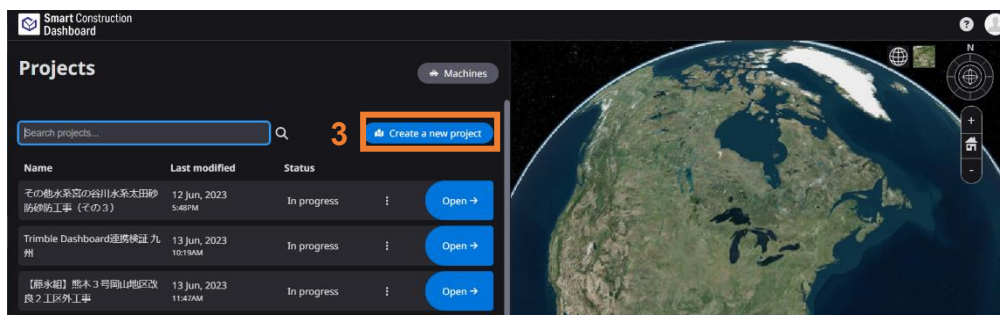 Smart Construction
Dashboard
?
Projects
Machines
N
Search projects...
3
Create a new project
+
-
Name Last modified Status
その他水系宮の谷川水系太田砂
防砂防工事（その３）
12 Jun, 2023
5:48PM
In progress
Open →
Trimble Dashboard連携検証 九
州
13 Jun, 2023
10:19AM
In progress
Open →
【藤永組】熊本３号岡山地区改
良２工区外工事
13 Jun, 2023
11:47AM
In progress
Open →